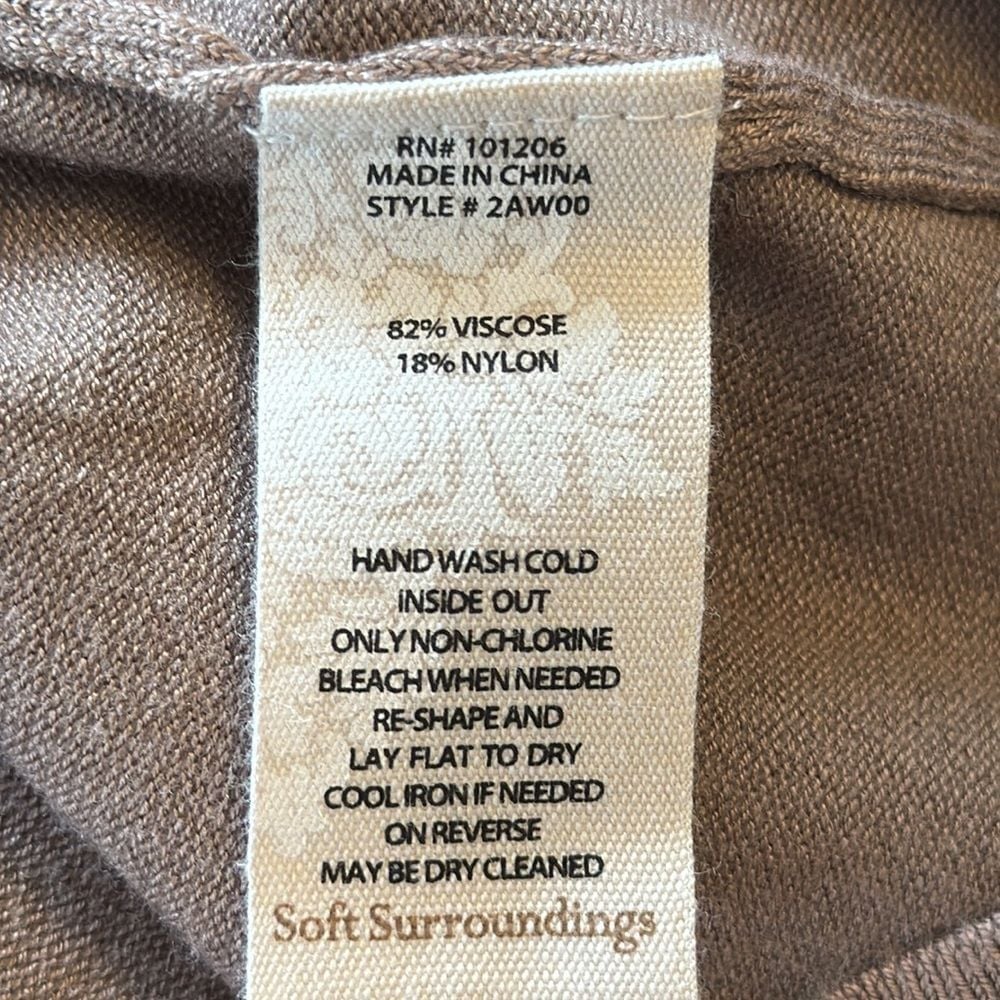 RN# 101206
MADE IN CHINA
STYLE # 2AW00
82% VISCOSE
18% NYLON
HAND WASH COLD
INSIDE OUT
ONLY NON-CHLORINE
BLEACH WHEN NEEDED
RE-SHAPE AND
LAY FLAT TO DRY
COOL IRON IF NEEDED
ON REVERSE
MAY BE DRY CLEANED
Soft Surroundings